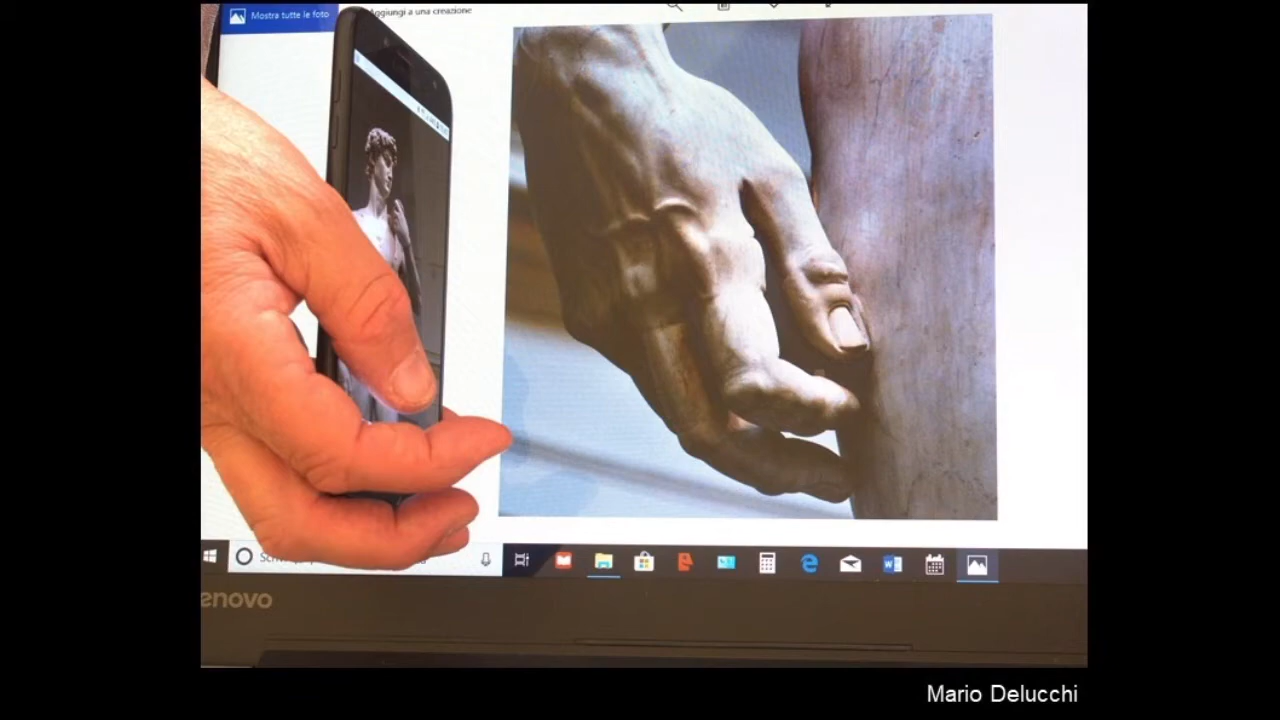 Mostra tutte le foto
Aggiungi a una creazione
enovo
Mario Delucchi